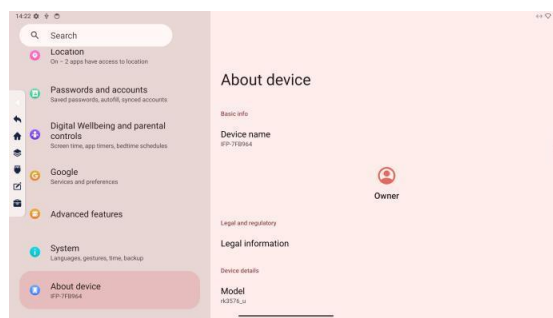 14:22
Search
Location
On – 2 apps have access to location
Passwords and accounts
Saved passwords, autofill, synced accounts
Digital Wellbeing and parental
controls
Screen time, app timers, bedtime schedules
Google
Services and preferences
Advanced features
System
Languages, gestures, time, backup
About device
IFP-7FB964
About device
Basic info
Device name
IFP-7FB964
Owner
Legal and regulatory
Legal information
Device details
Model
rk3576_u